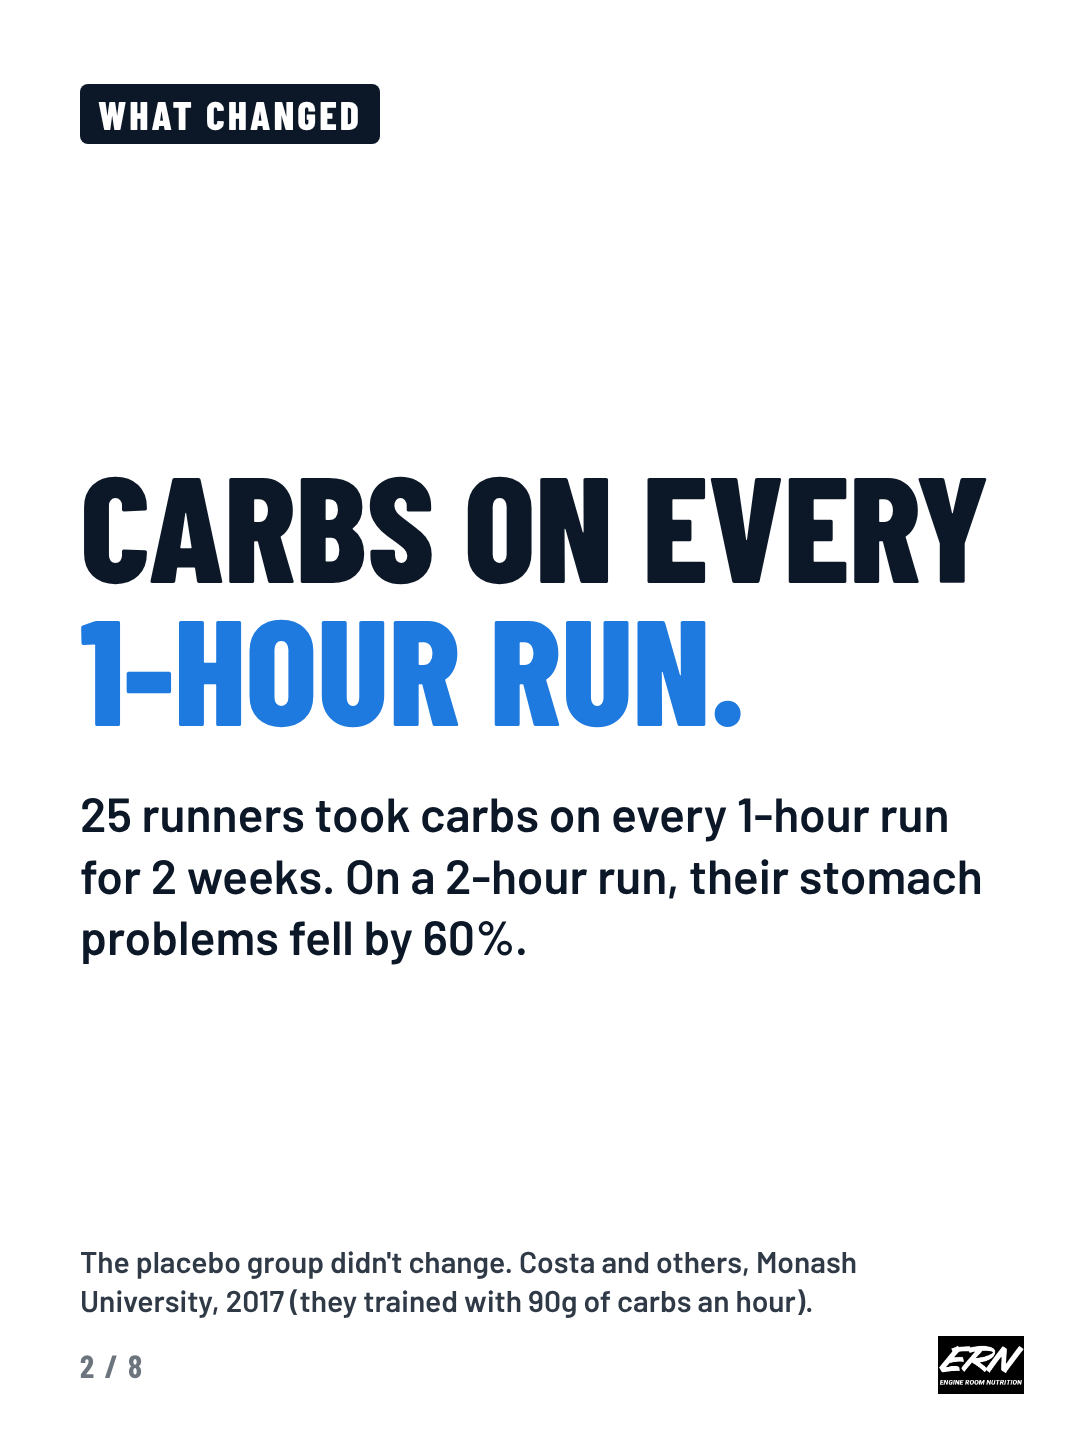 WHAT CHANGED
CARBS ON EVERY
1-HOUR RUN.
25 runners took carbs on every 1-hour run
for 2 weeks. On a 2-hour run, their stomach
problems fell by 60%.
The placebo group didn't change. Costa and others, Monash
University, 2017 (they trained with 90g of carbs an hour).
2 / 8
ERN
ENGINE ROOM NUTRITION